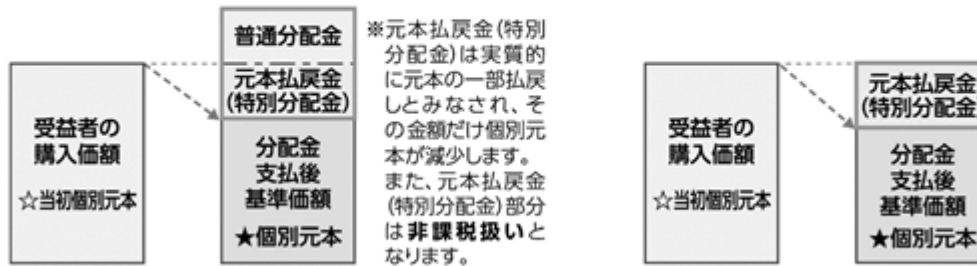 受益者の
購入価額
☆当初個別元本
普通分配金
元本払戻金
(特別分配金)
分配金
支払後
基準価額
★個別元本
※元本払戻金(特別
分配金)は実質的
に元本の一部払戻
しとみなされ、そ
の金額だけ個別元
本が減少します。
また、元本払戻金
(特別分配金)部分
は非課税扱いと
なります。
受益者の
購入価額
☆当初個別元本
元本払戻金
(特別分配金
分配金
支払後
基準価額
★個別元本